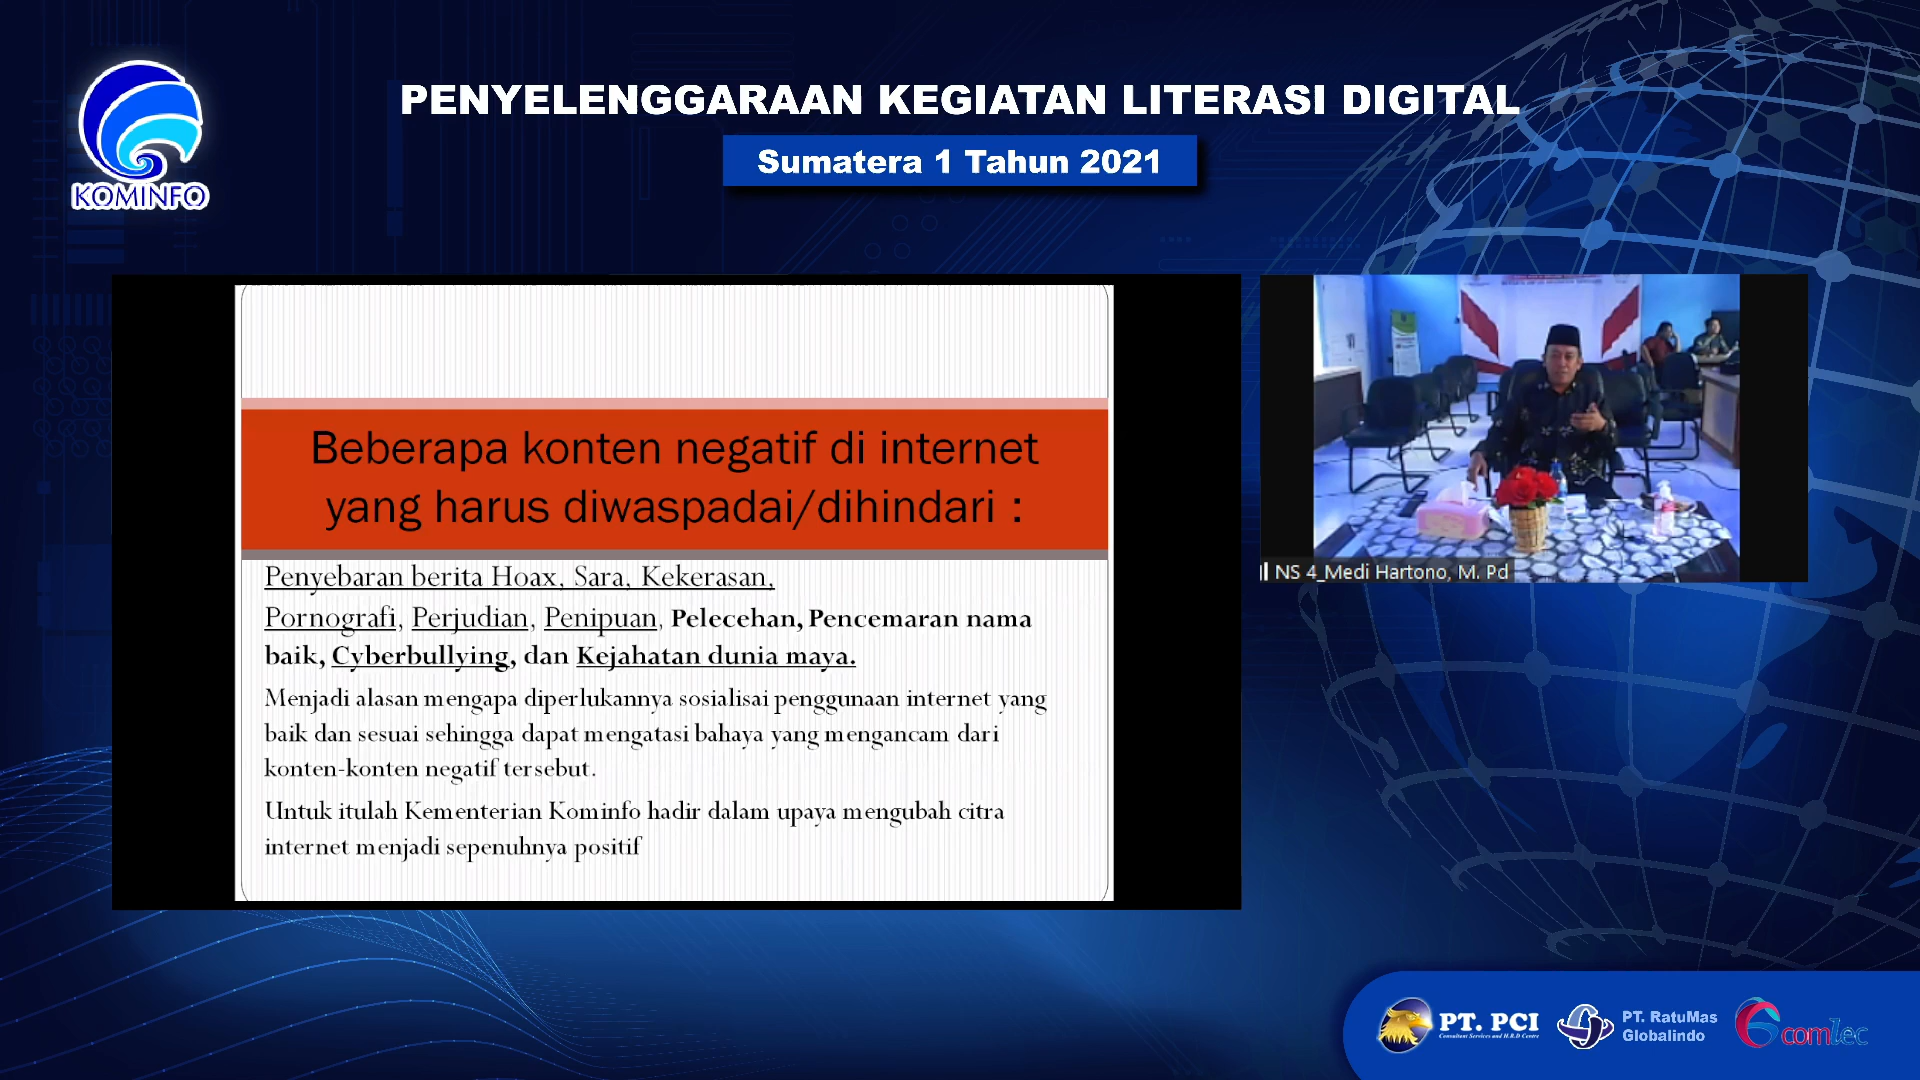 KOMINFO
PENYELENGGARAAN KEGIATAN LITERASI DIGITAL
Sumatera 1 Tahun 2021
Beberapa konten negatif di internet
yang harus diwaspadai/dihindari :
Penyebaran berita Hoax, Sara, Kekerasan,
Pornografi, Perjudian, Penipuan, Pelecehan, Pencemaran nama
baik, Cyberbullying, dan Kejahatan dunia maya.
Menjadi alasan mengapa diperlukannya sosialisai penggunaan internet yang
baik dan sesuai sehingga dapat mengatasi bahaya yang mengancam dari
konten-konten negatif tersebut.
Untuk itulah Kementerian Kominfo hadir dalam upaya mengubah citra
internet menjadi sepenuhnya positif
NS 4_Medi Hartono, M. Pd
PT. PCI
Consultant Services and H.R.D Centre
PT. RatuMas
Globalindo
comtec